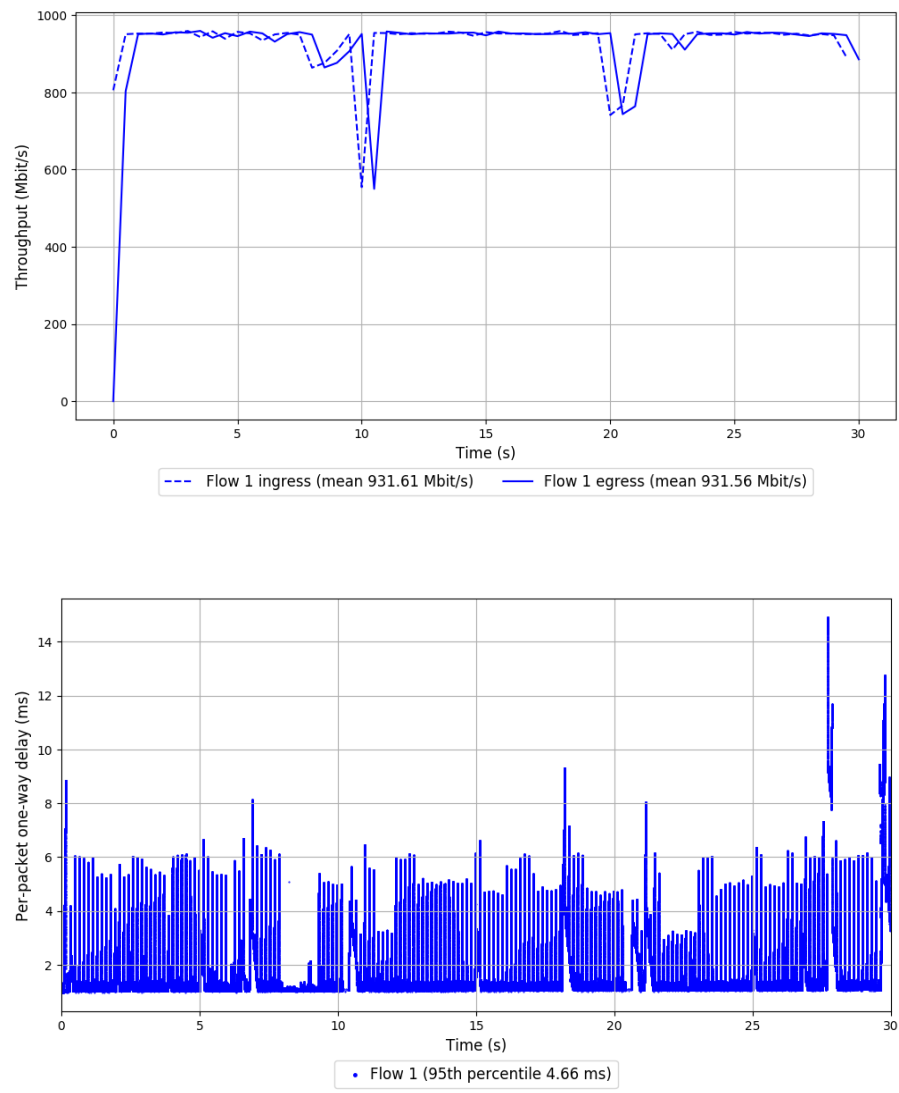 1000
800
600
400
200
0
Throughput (Mbit/s)
0 5 10 15 20 25 30
Time (s)
Flow 1 ingress (mean 931.61 Mbit/s) Flow 1 egress (mean 931.56 Mbit/s)
14
12
10
8
6
4
2
Per-packet one-way delay (ms)
0 5 10 15 20 25 30
Time (s)
Flow 1 (95th percentile 4.66 ms)